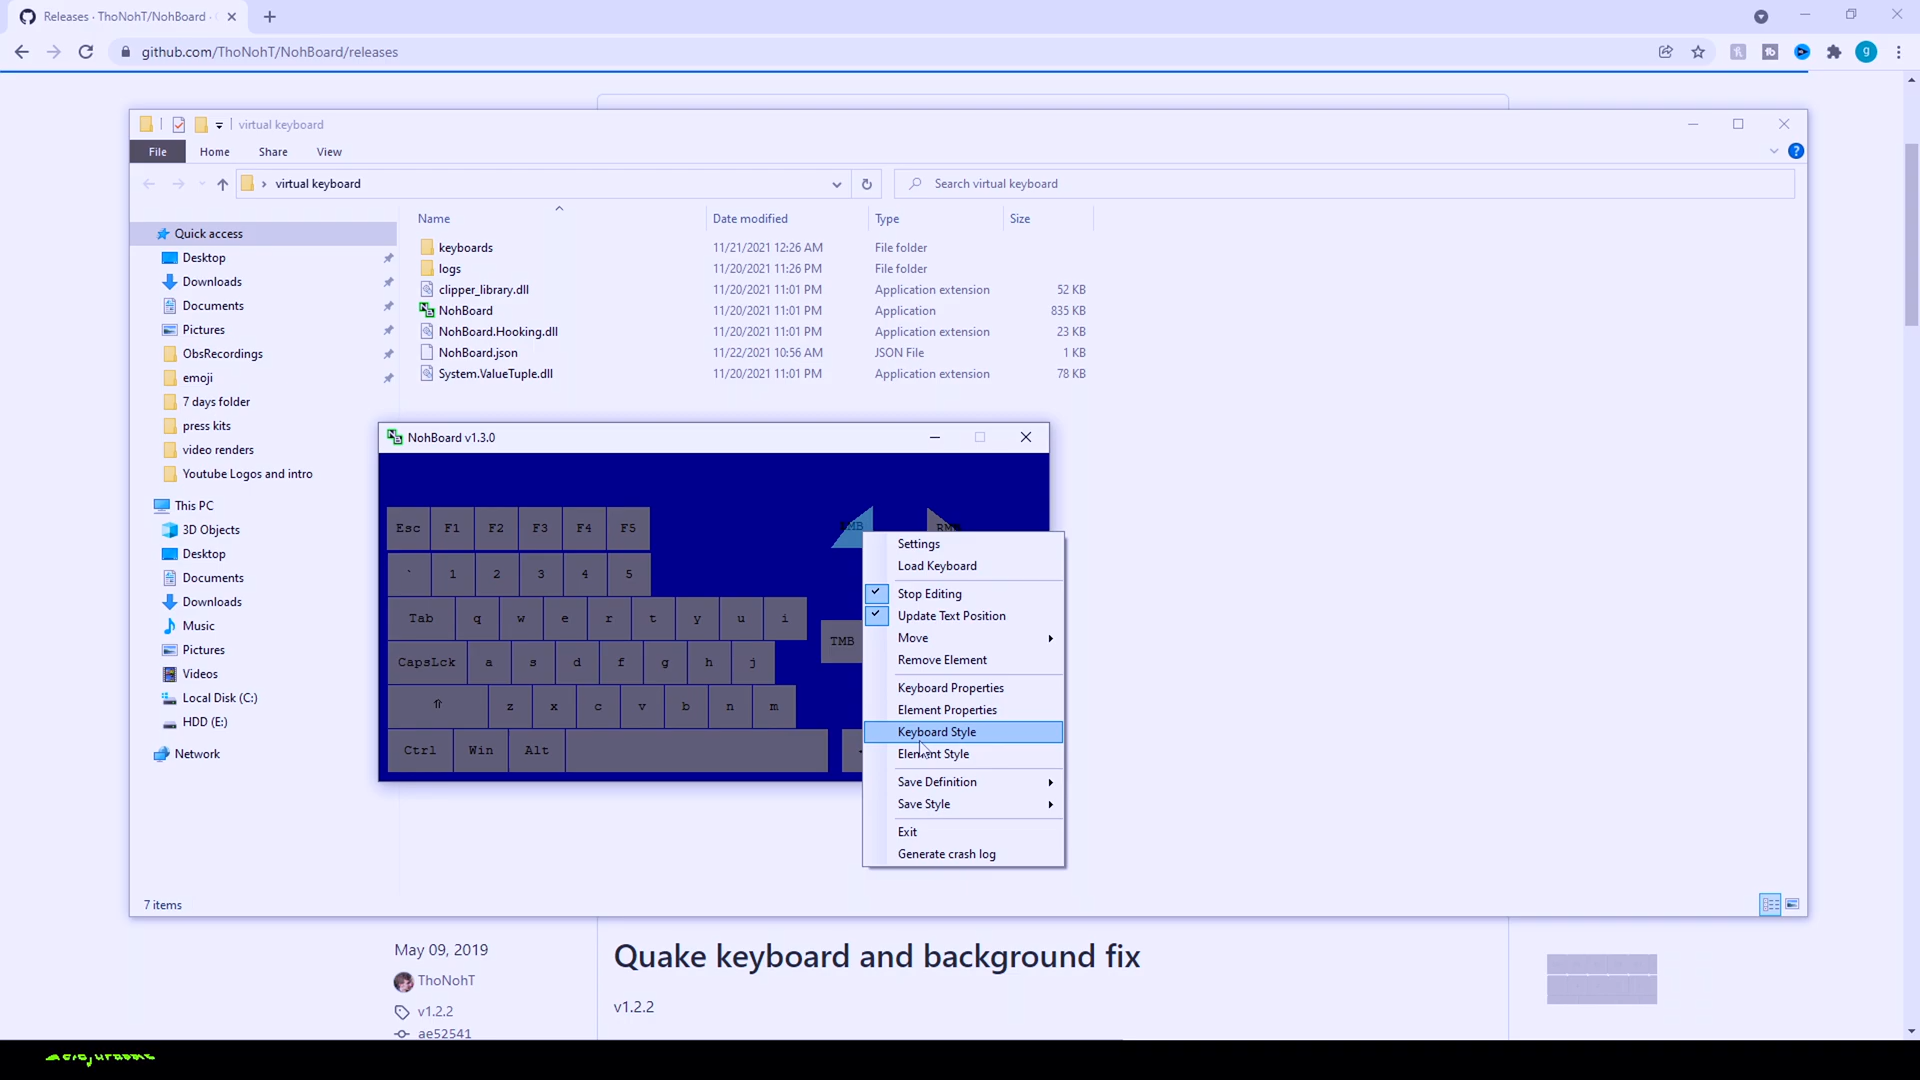 Releases · ThoNohT/NohBoard ·
github.com/ThoNohT/NohBoard/releases
g
virtual keyboard
File Home Share View
virtual keyboard
Search virtual keyboard
Name Date modified Type Size
Quick access
Desktop
Downloads
Documents
Pictures
ObsRecordings
emoji
7 days folder
press kits
video renders
Youtube Logos and intro
This PC
3D Objects
Desktop
Documents
Downloads
Music
Pictures
Videos
Local Disk (C:)
HDD (E:)
Network
keyboards 11/21/2021 12:26 AM File folder
logs 11/20/2021 11:26 PM File folder
clipper_library.dll 11/20/2021 11:01 PM Application extension 52 KB
NohBoard 11/20/2021 11:01 PM Application 835 KB
NohBoard.Hooking.dll 11/20/2021 11:01 PM Application extension 23 KB
NohBoard.json 11/22/2021 10:56 AM JSON File 1 KB
System.ValueTuple.dll 11/20/2021 11:01 PM Application extension 78 KB
NohBoard v1.3.0
Esc F1 F2 F3 F4 F5
` 1 2 3 4 5
Tab q w e r t y u i
CapsLck a s d f g h j
⇑ z x c v b n m
Ctrl Win Alt
TMB
Settings
Load Keyboard
Stop Editing
Update Text Position
Move
Remove Element
Keyboard Properties
Element Properties
Keyboard Style
Element Style
Save Definition
Save Style
Exit
Generate crash log
7 items
May 09, 2019
ThoNohT
v1.2.2
ae52541
Quake keyboard and background fix
v1.2.2